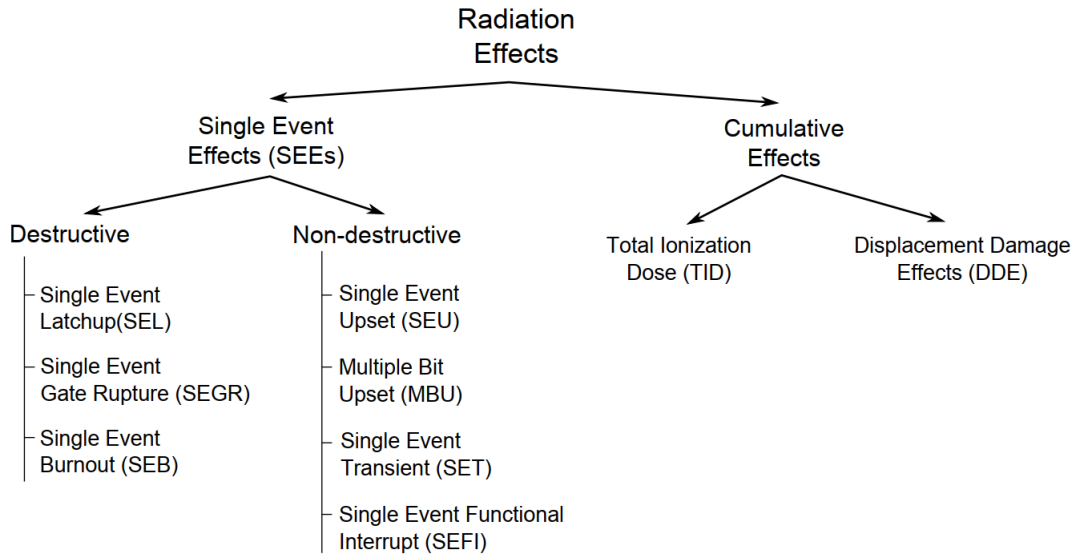 Radiation
Effects
Single Event
Effects (SEEs)
Cumulative
Effects
Destructive
Non-destructive
Total Ionization
Dose (TID)
Displacement Damage
Effects (DDE)
Single Event
Latchup(SEL)
Single Event
Gate Rupture (SEGR)
Single Event
Burnout (SEB)
Single Event
Upset (SEU)
Multiple Bit
Upset (MBU)
Single Event
Transient (SET)
Single Event Functional
Interrupt (SEFI)